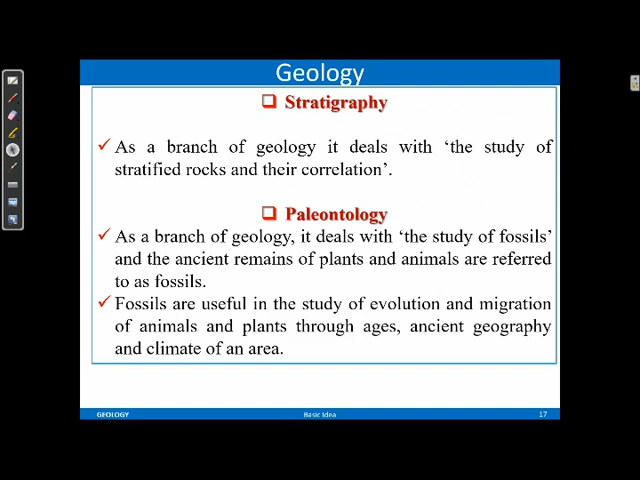 Geology
Stratigraphy
As a branch of geology it deals with ‘the study of
stratified rocks and their correlation’.
Paleontology
As a branch of geology, it deals with ‘the study of fossils’
and the ancient remains of plants and animals are referred
to as fossils.
Fossils are useful in the study of evolution and migration
of animals and plants through ages, ancient geography
and climate of an area.
GEOLOGY Basic Idea 17